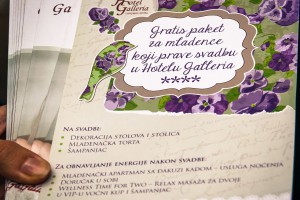 Hotel
Galleria
Gratis paket
za mladence
koji prave svadbu
u Hotelu Galleria
****
Na svadbi:
Dekoracija stolova i stolica
Mladenačka torta
Šampanjac
Za obnavljanje energije nakon svadbe:
Mladenački apartman sa đakuzi kadom – usluga noćenja
Doručak u sobi
Wellness Time for Two – Relax masaža za dvoje
u VIP-u voćni kup i šampanjac